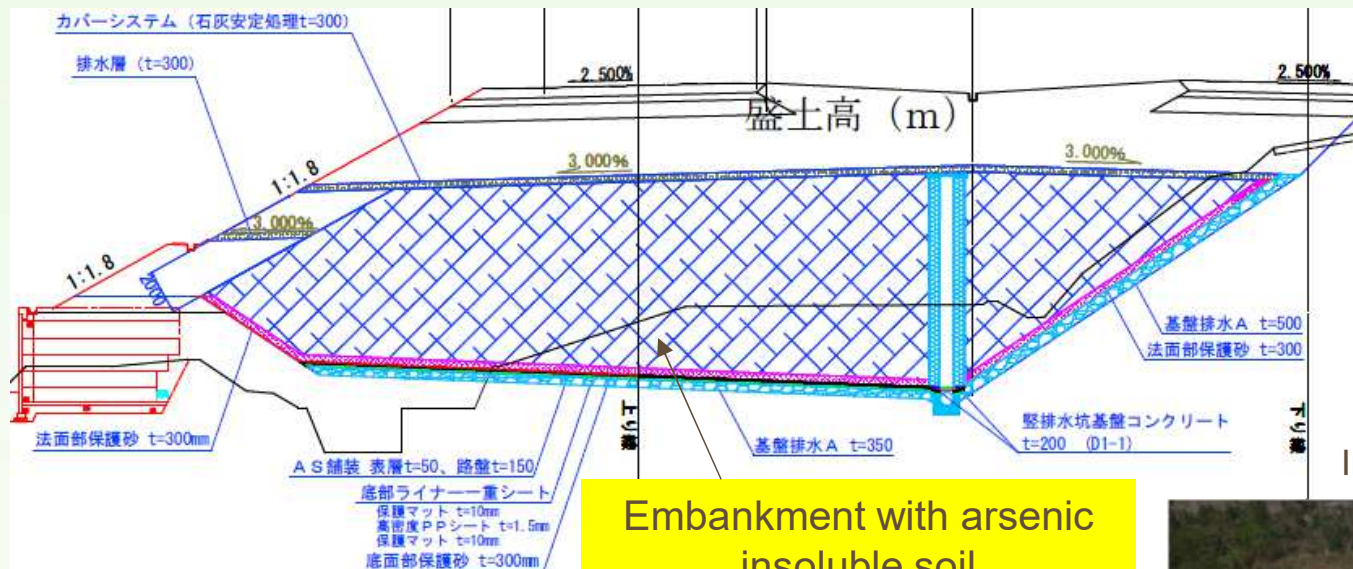 カバーシステム（石灰安定処理t=300）
排水層（t=300）
2.500%
2.500%
盛土高（m）
1:1.8
3.000%
3.000%
3.000%
1:1.8
2000
基盤排水A t=500
法面部保護砂 t=300
法面部保護砂 t=300mm
竪排水坑基盤コンクリート
t=200 (D1-1)
基盤排水A t=350
AS舗装 表層t=50、路盤t=150
底部ライナー一重シート
保護マット t=10mm
高密度PPシート t=1.5mm
保護マット t=10mm
底面部保護砂 t=300mm
Embankment with arsenic
insoluble soil